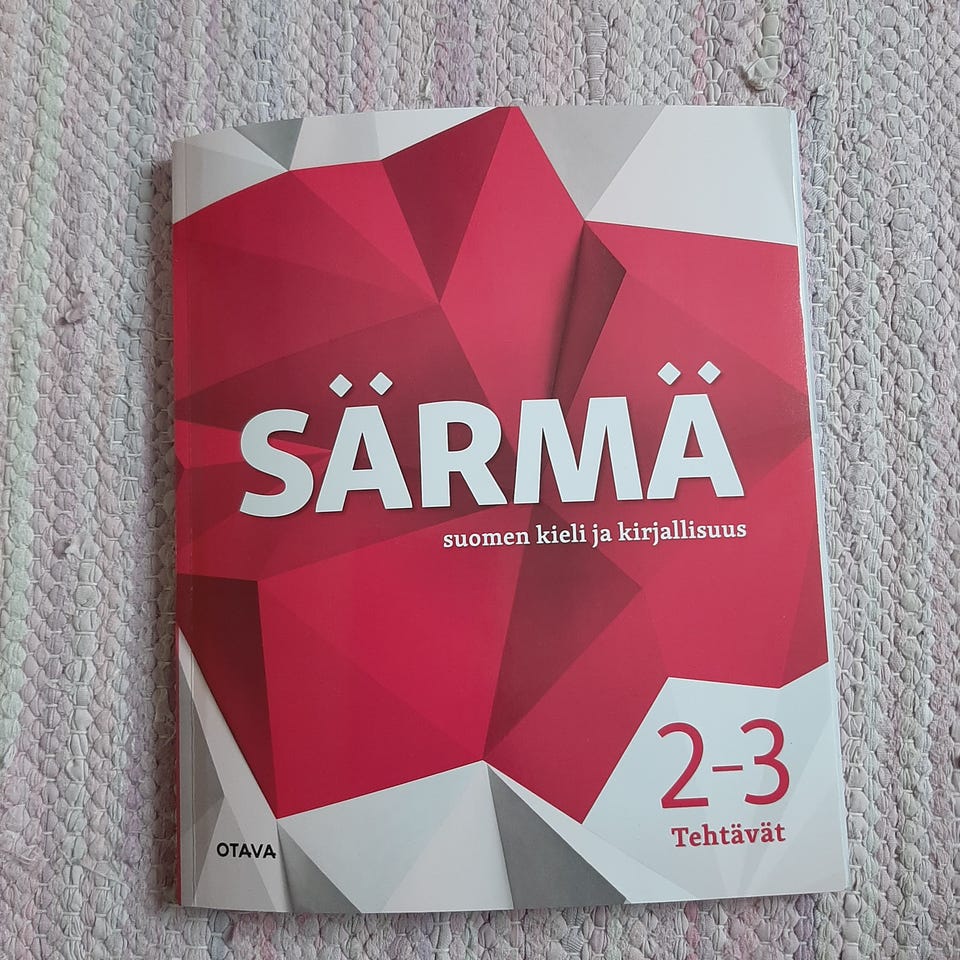 SÄRMÄ
suomen kieli ja kirjallisuus
2–3
Tehtävät
OTAVA